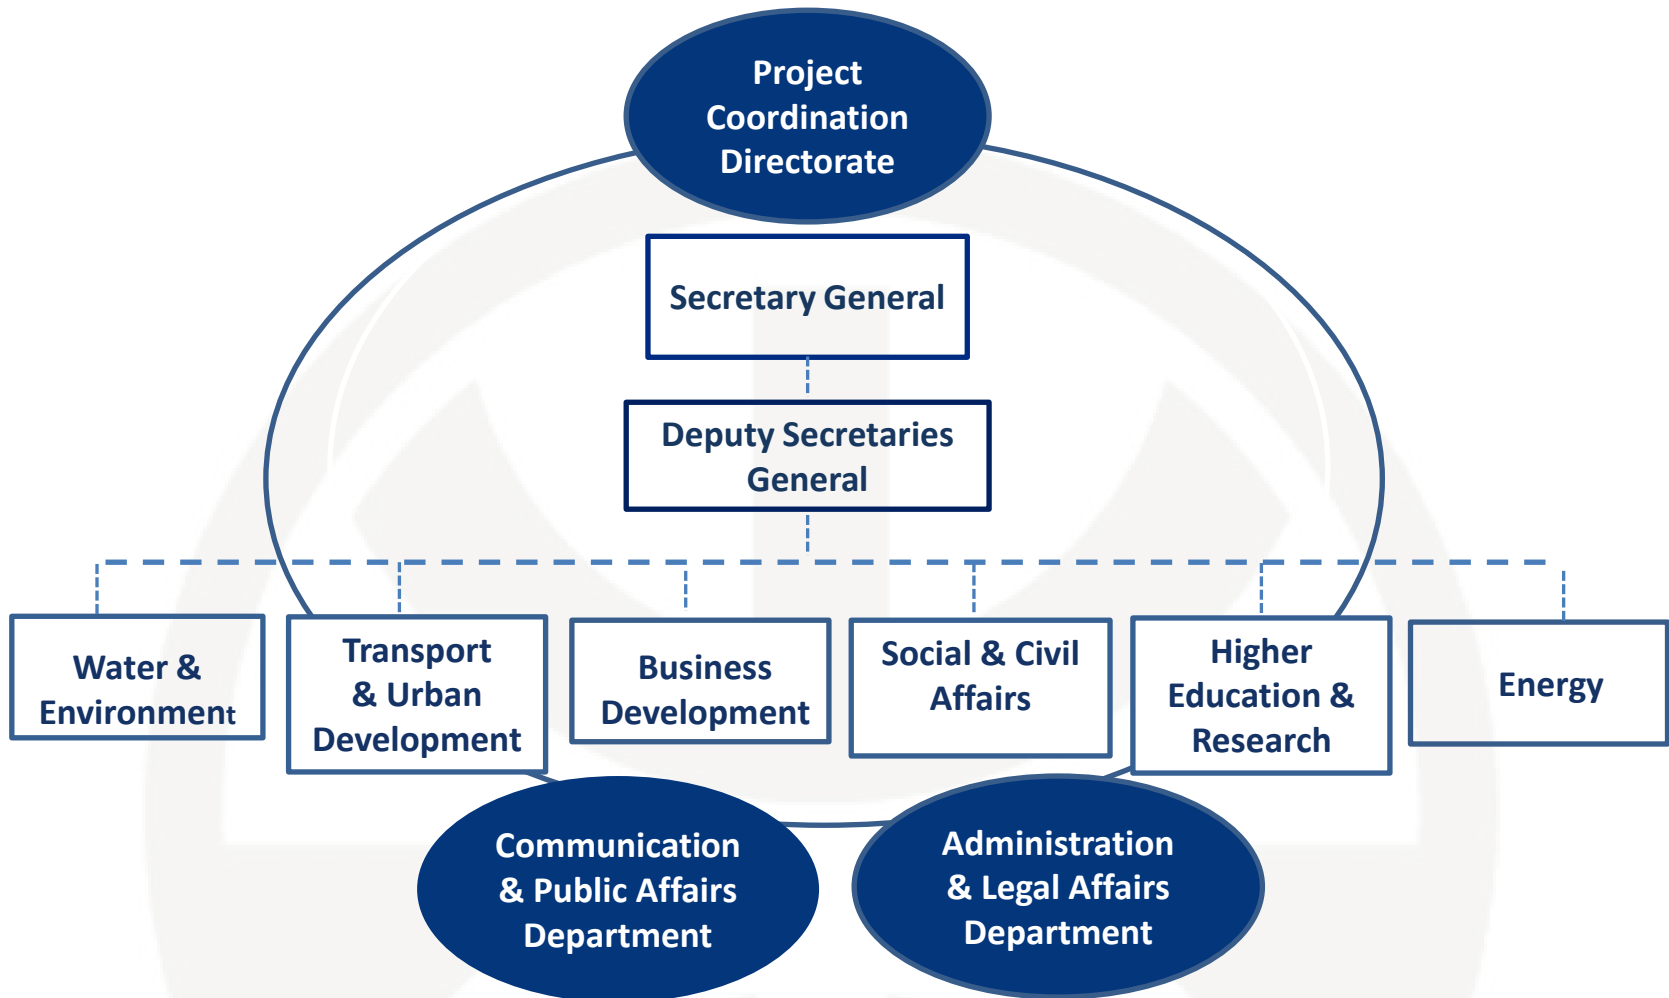 Project
Coordination
Directorate
Secretary General
Deputy Secretaries
General
Water &
Environment
Transport
& Urban
Development
Business
Development
Social & Civil
Affairs
Higher
Education &
Research
Energy
Communication
& Public Affairs
Department
Administration
& Legal Affairs
Department